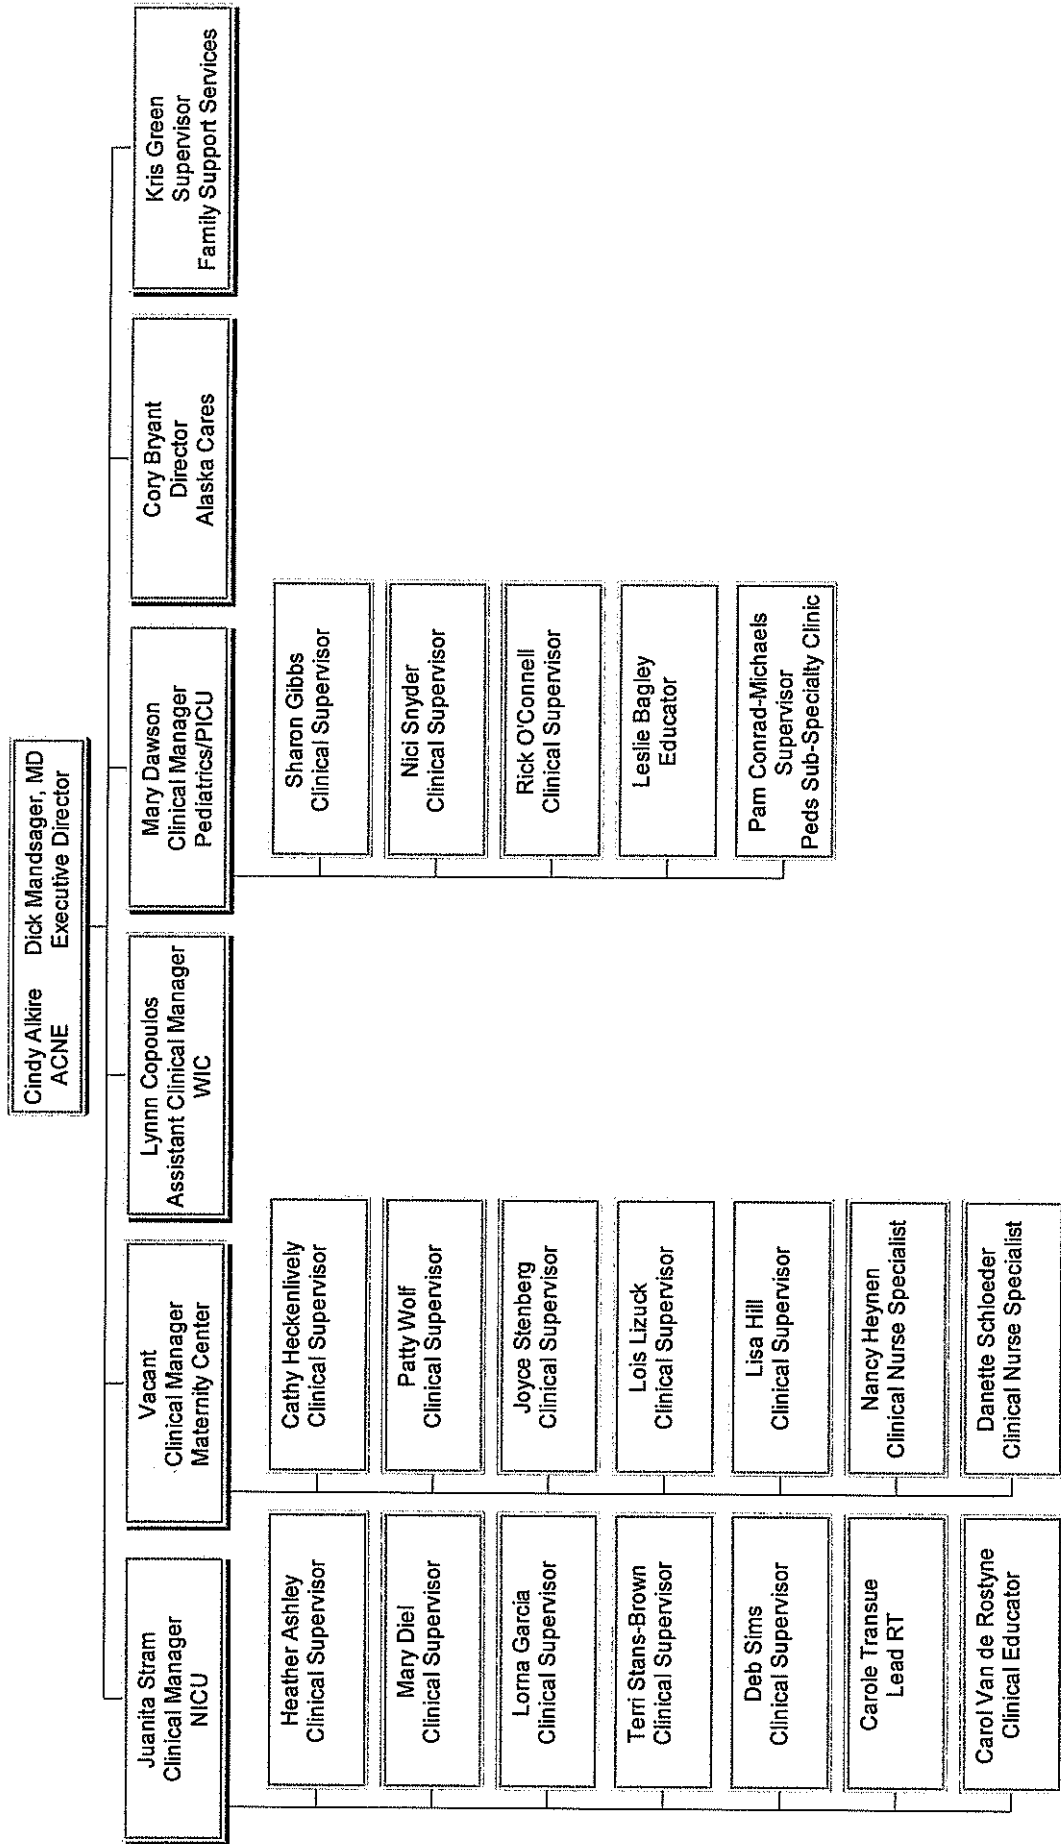 Cindy Alkire   Dick Mandsager, MD
ACNE   Executive Director
Juanita Stram
Clinical Manager
NICU
Heather Ashley
Clinical Supervisor
Mary Diel
Clinical Supervisor
Lorna Garcia
Clinical Supervisor
Terri Stans-Brown
Clinical Supervisor
Deb Sims
Clinical Supervisor
Carole Transue
Lead RT
Carol Van de Rostyne
Clinical Educator
Vacant
Clinical Manager
Maternity Center
Cathy Heckenlively
Clinical Supervisor
Patty Wolf
Clinical Supervisor
Joyce Stenberg
Clinical Supervisor
Lois Lizuck
Clinical Supervisor
Lisa Hill
Clinical Supervisor
Nancy Heynen
Clinical Nurse Specialist
Danette Schloeder
Clinical Nurse Specialist
Lynnn Copoulos
Assistant Clinical Manager
WIC
Mary Dawson
Clinical Manager
Pediatrics/PICU
Sharon Gibbs
Clinical Supervisor
Nici Snyder
Clinical Supervisor
Rick O'Connell
Clinical Supervisor
Leslie Bagley
Educator
Pam Conrad-Michaels
Supervisor
Peds Sub-Specialty Clinic
Cory Bryant
Director
Alaska Cares
Kris Green
Supervisor
Family Support Services